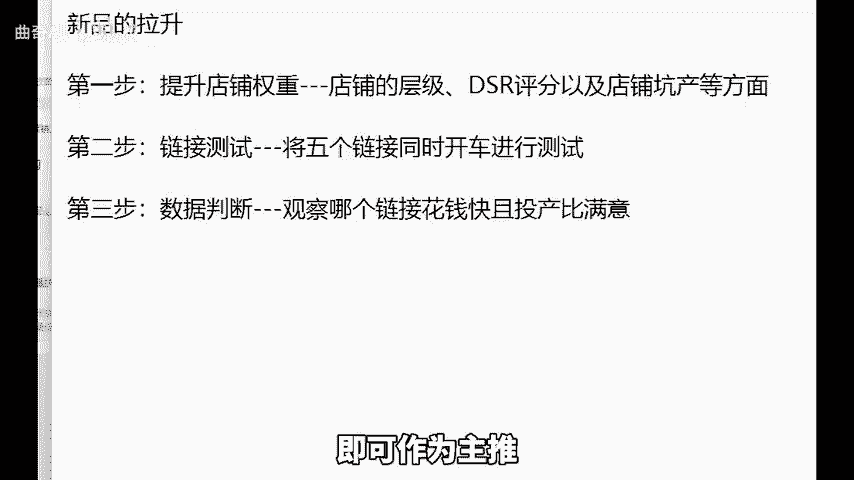 新品的拉升
第一步：提升店铺权重---店铺的层级、DSR评分以及店铺坑产等方面
第二步：链接测试---将五个链接同时开车进行测试
第三步：数据判断---观察哪个链接花钱快且投产比满意
即可作为主推